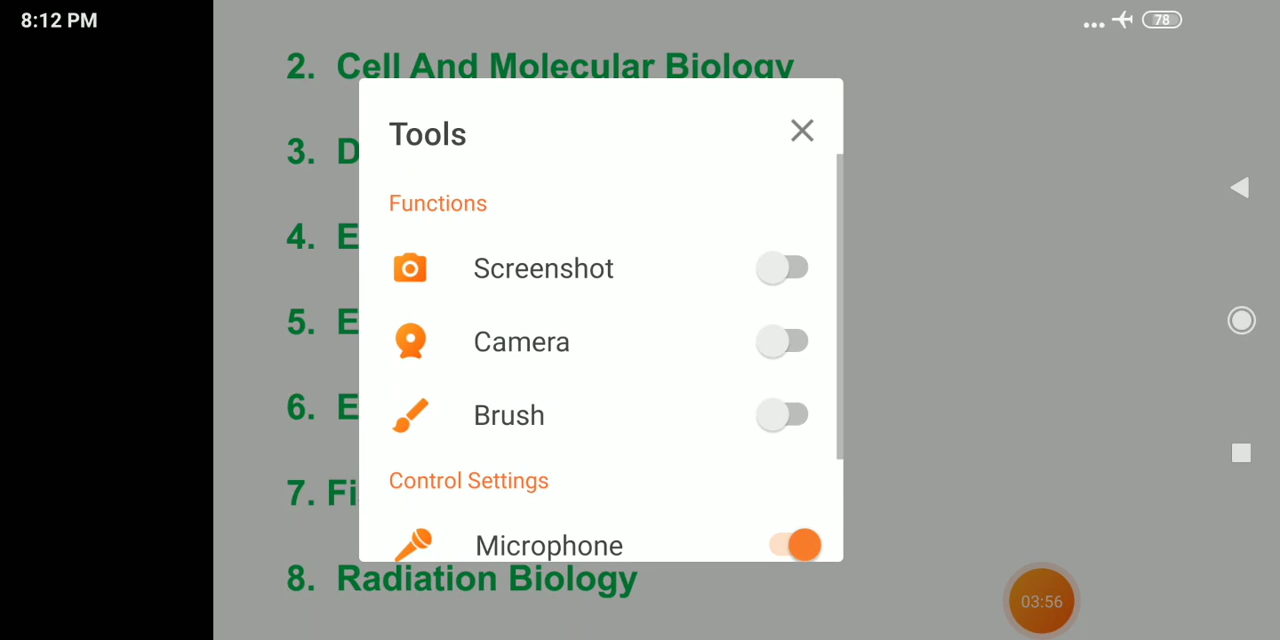 8:12 PM
78
2. Cell And Molecular Biology
Tools
3. D
Functions
4. E
Screenshot
5. E
Camera
6. E
Brush
Control Settings
7. Fi
Microphone
8. Radiation Biology
03:56